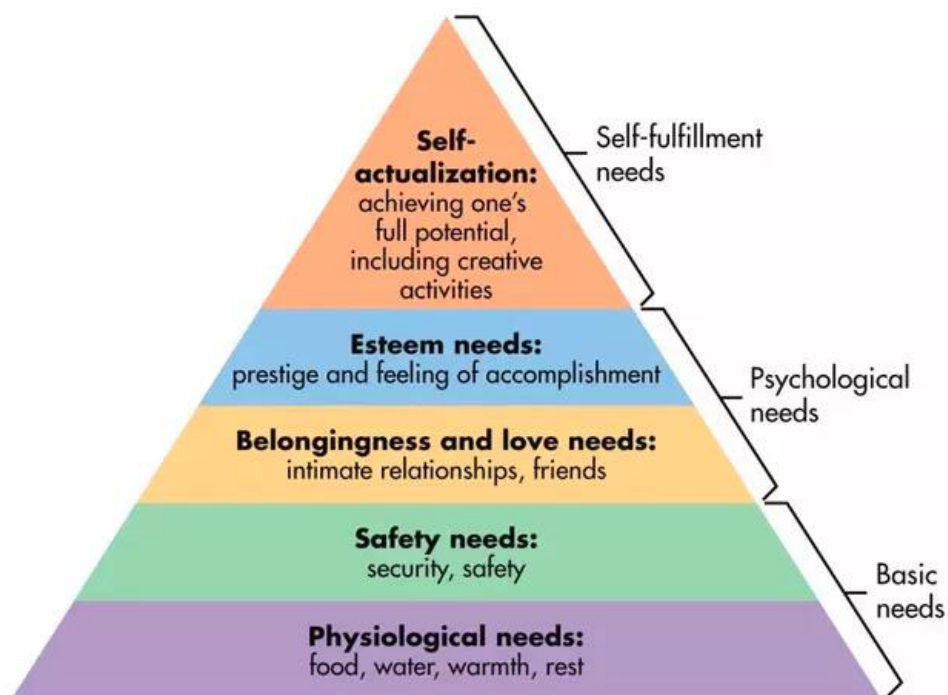 Self-
actualization:
achieving one's
full potential,
including creative
activities
Self-fulfillment
needs
Esteem needs:
prestige and feeling of accomplishment
Psychological
needs
Belongingness and love needs:
intimate relationships, friends
Safety needs:
security, safety
Basic
needs
Physiological needs:
food, water, warmth, rest